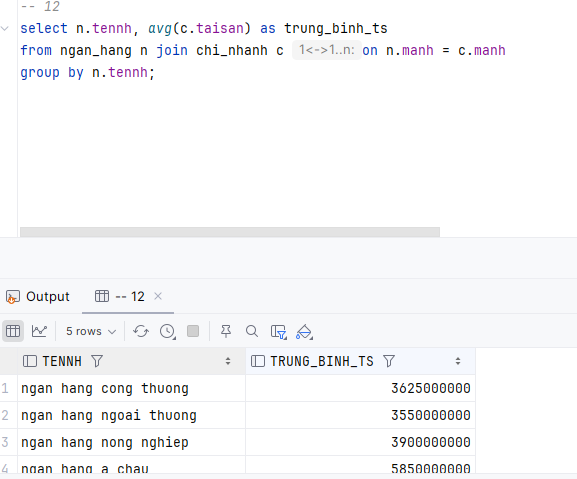 -- 12
select n.tennh, avg(c.taisan) as trung_binh_ts
from ngan_hang n join chi_nhanh c 1<->1..n: on n.manh = c.manh
group by n.tennh;
Output -- 12 ×
5 rows
TENNH TRUNG_BINH_TS
1 ngan hang cong thuong 3625000000
2 ngan hang ngoai thuong 3550000000
3 ngan hang nong nghiep 3900000000
4 ngan hang a chau 5850000000